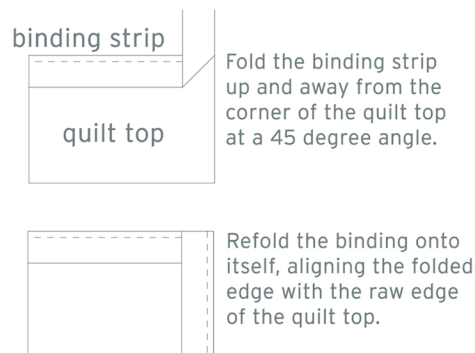 binding strip
Fold the binding strip
up and away from the
corner of the quilt top
at a 45 degree angle.
quilt top
Refold the binding onto
itself, aligning the folded
edge with the raw edge
of the quilt top.